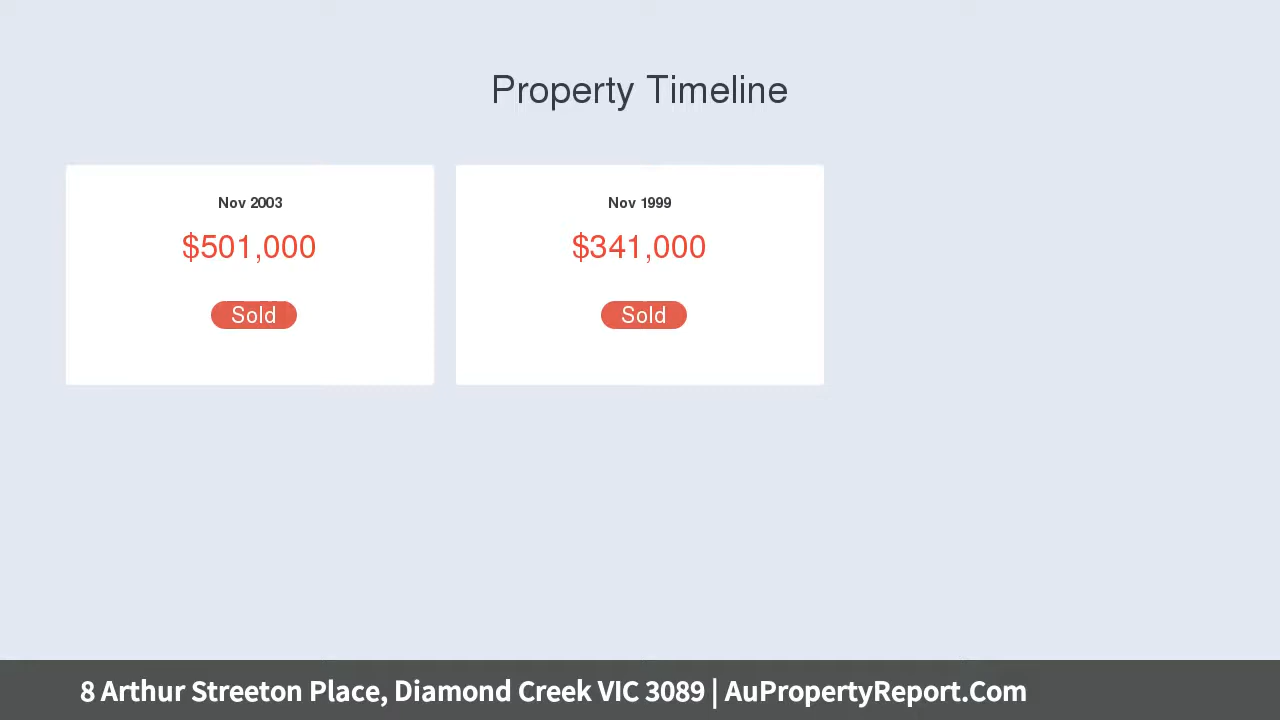 Property Timeline
Nov 2003
$501,000
Sold
Nov 1999
$341,000
Sold
8 Arthur Streeton Place, Diamond Creek VIC 3089 | AuPropertyReport.Com